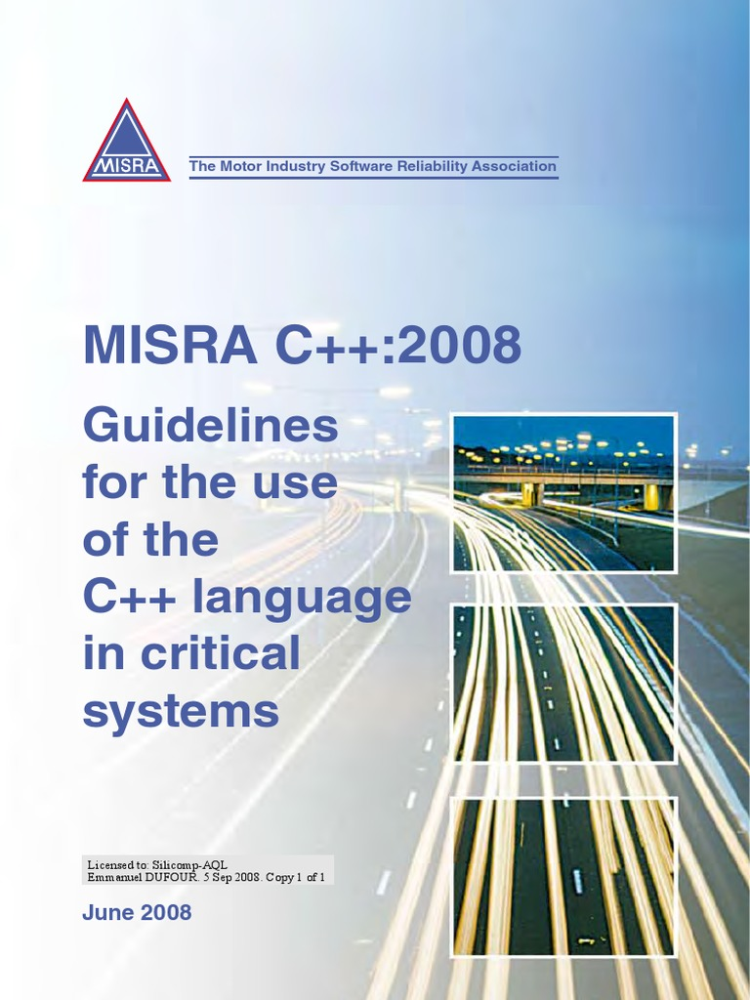 MISRA
The Motor Industry Software Reliability Association
MISRA C++:2008
Guidelines
for the use
of the
C++ language
in critical
systems
Licensed to: Silicomp-AQL
Emmanuel DUFOUR. 5 Sep 2008. Copy 1 of 1
June 2008